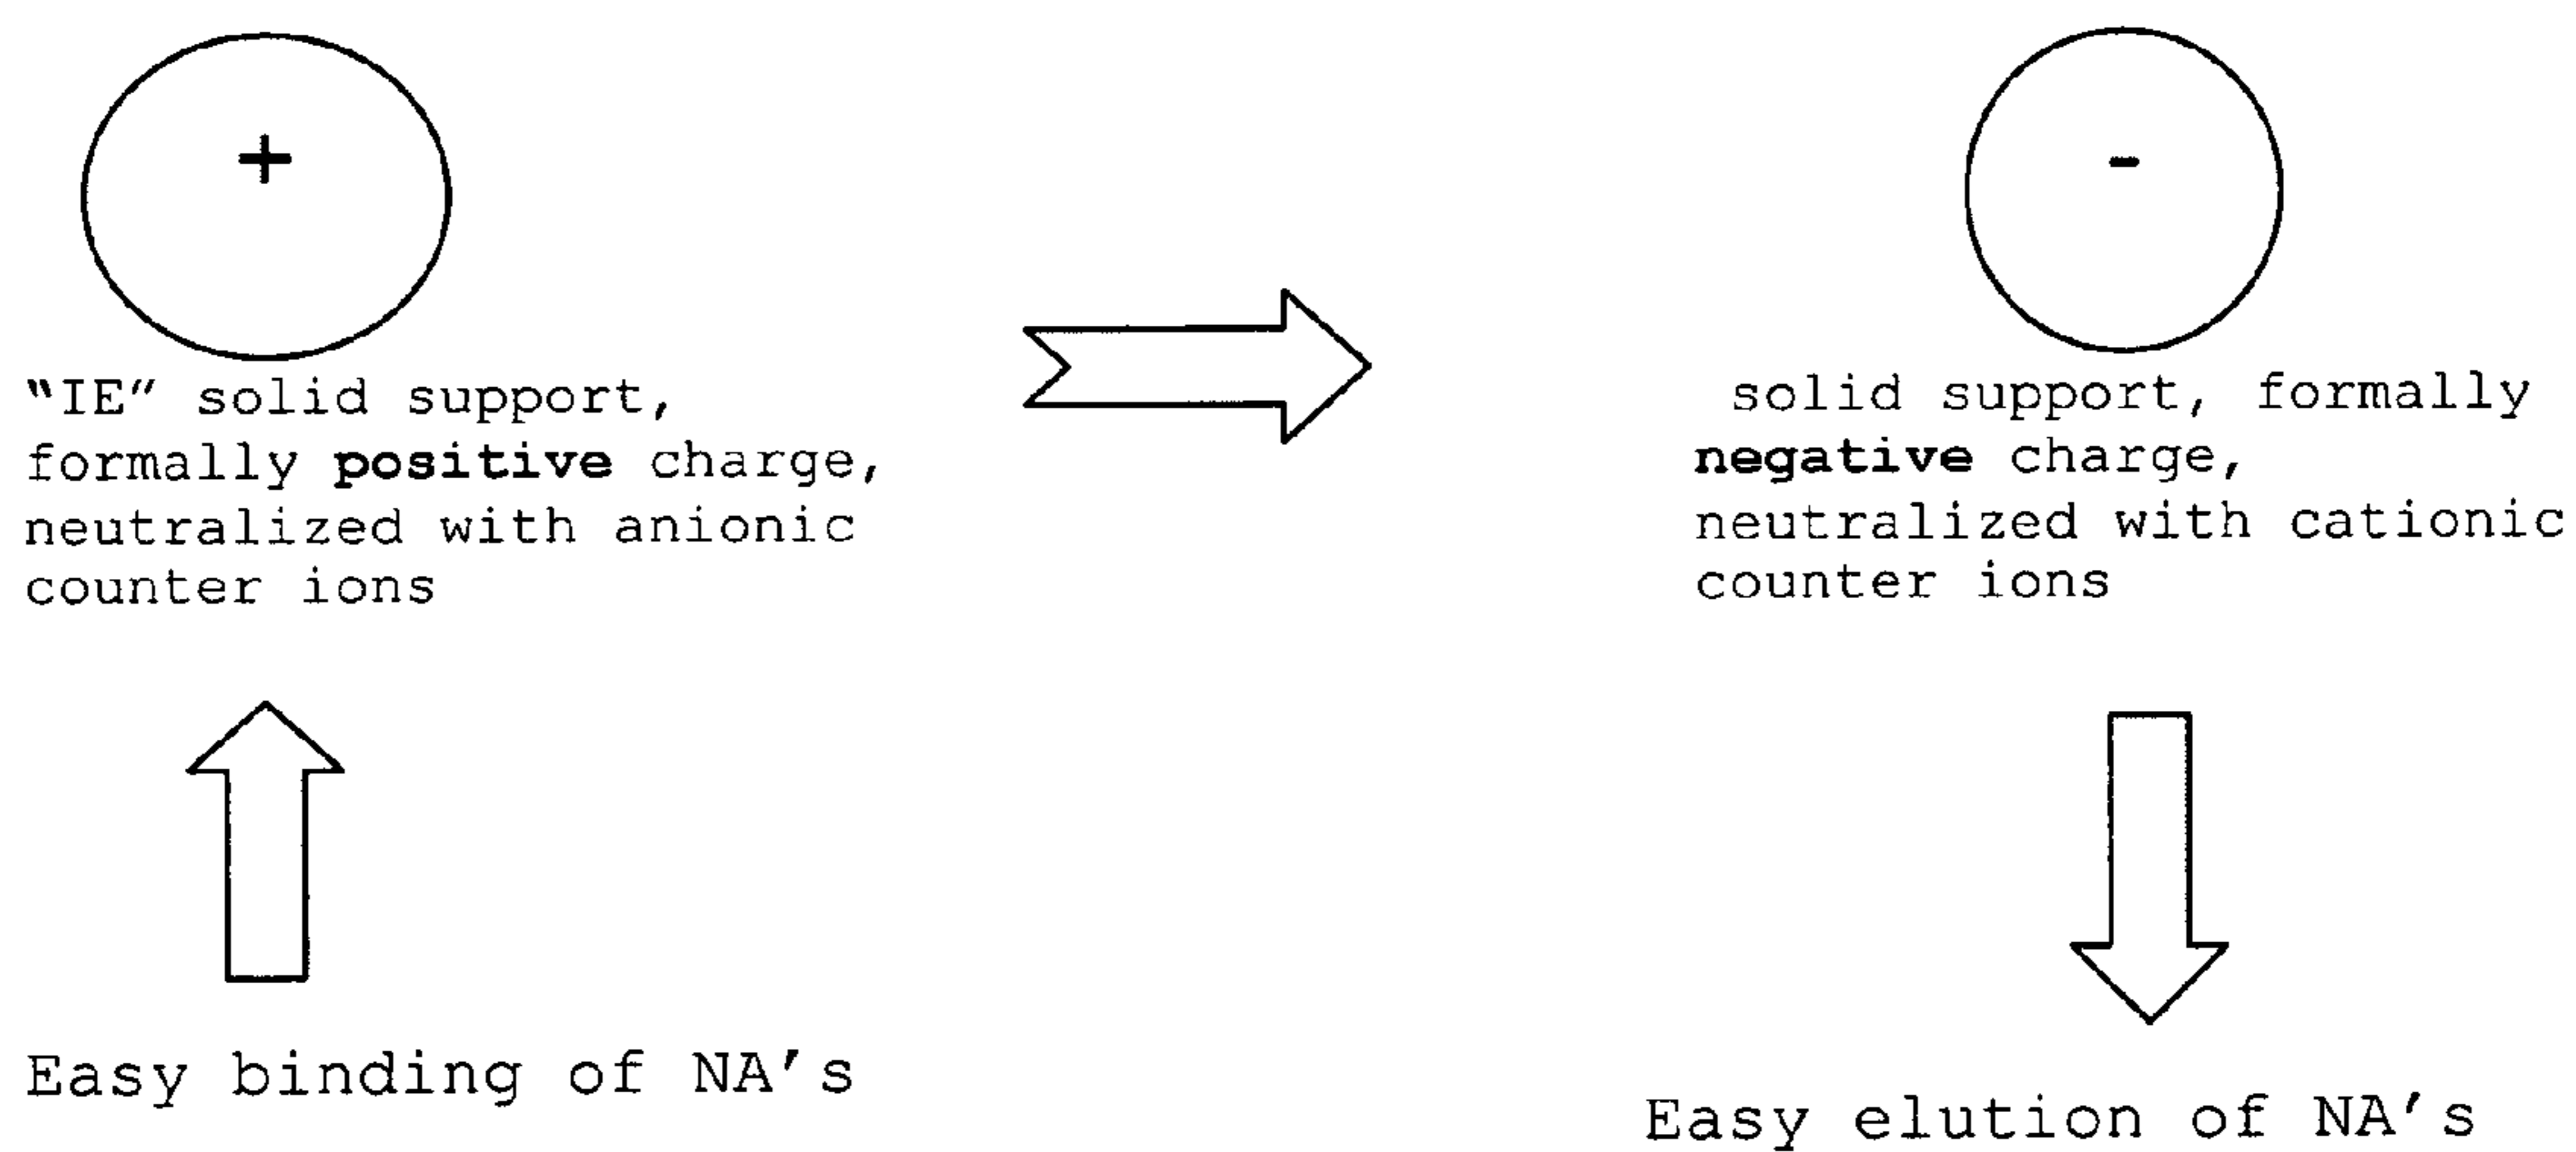 +
"IE" solid support,
formally positive charge,
neutralized with anionic
counter ions
Easy binding of NA's
-
solid support, formally
negative charge,
neutralized with cationic
counter ions
Easy elution of NA's